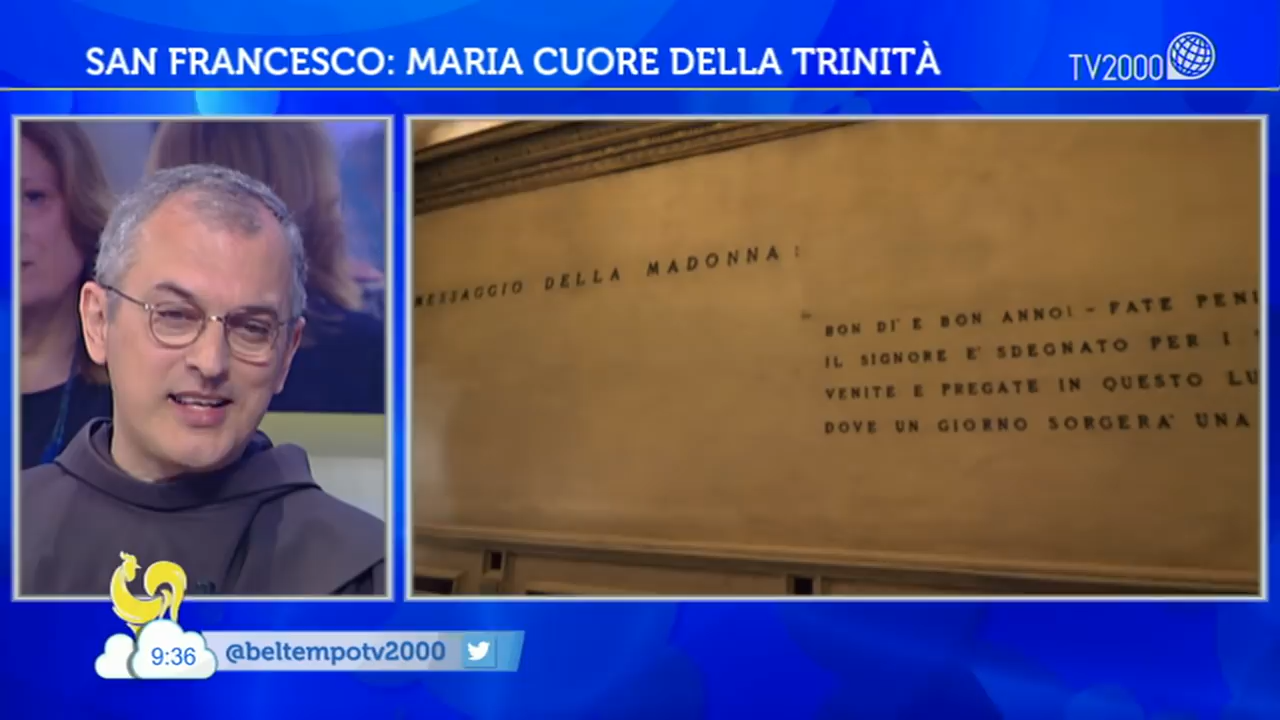 SAN FRANCESCO: MARIA CUORE DELLA TRINITÀ
TV2000
MESSAGGIO DELLA MADONNA:
BON DI' E BON ANNO! - FATE PENI
IL SIGNORE E' SDEGNATO PER I
VENITE E PREGATE IN QUESTO LU
DOVE UN GIORNO SORGERA' UNA
9:36
@beltempotv2000